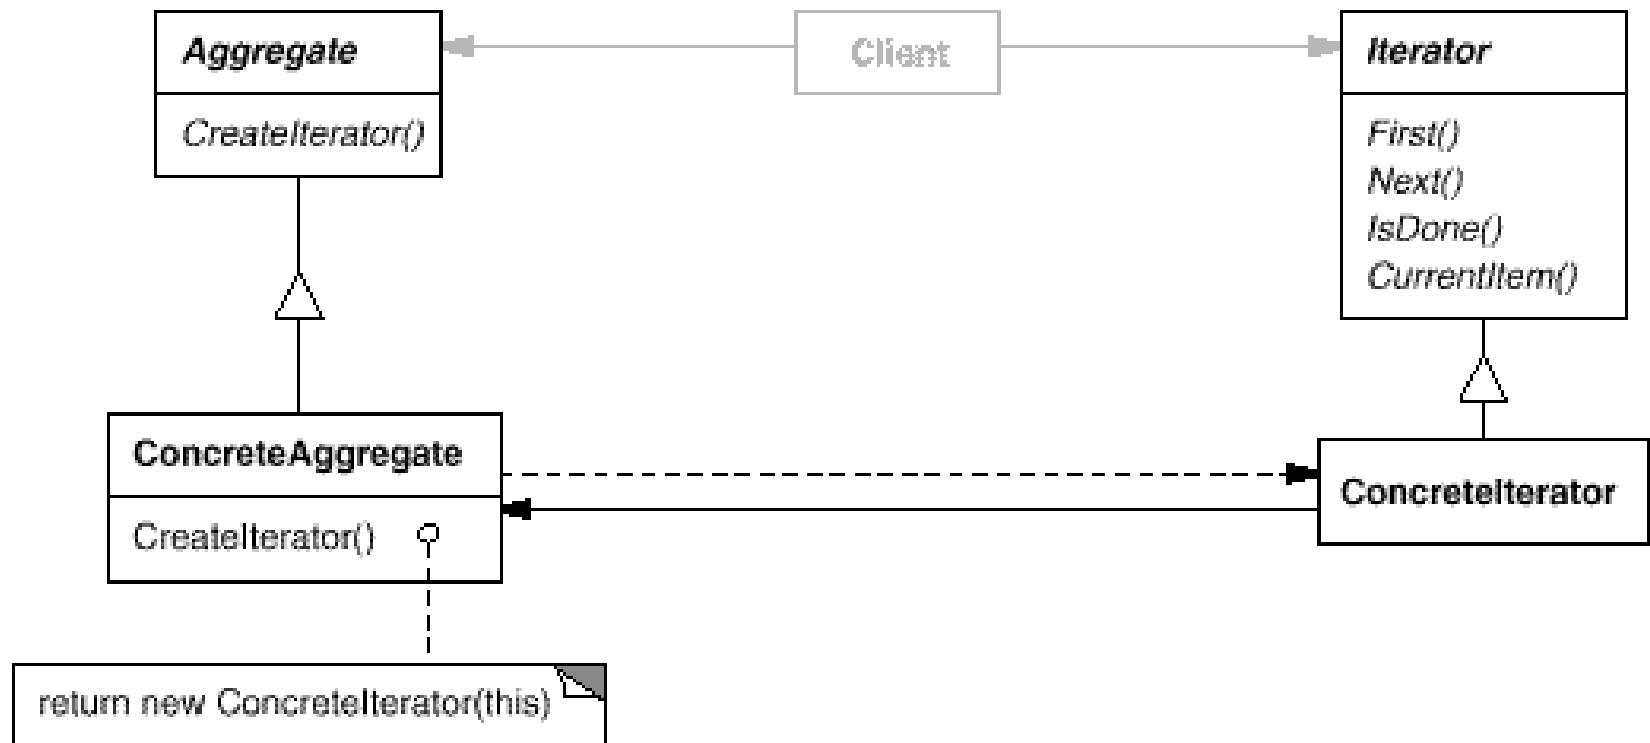 Aggregate
CreateIterator()
Client
Iterator
First()
Next()
IsDone()
CurrentItem()
ConcreteAggregate
CreateIterator()
ConcreteIterator
return new ConcreteIterator(this)